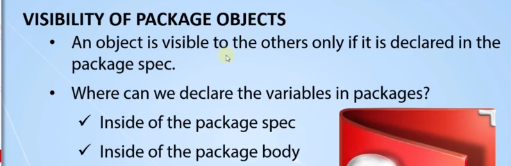 VISIBILITY OF PACKAGE OBJECTS
• An object is visible to the others only if it is declared in the
package spec.
• Where can we declare the variables in packages?
✓ Inside of the package spec
✓ Inside of the package body